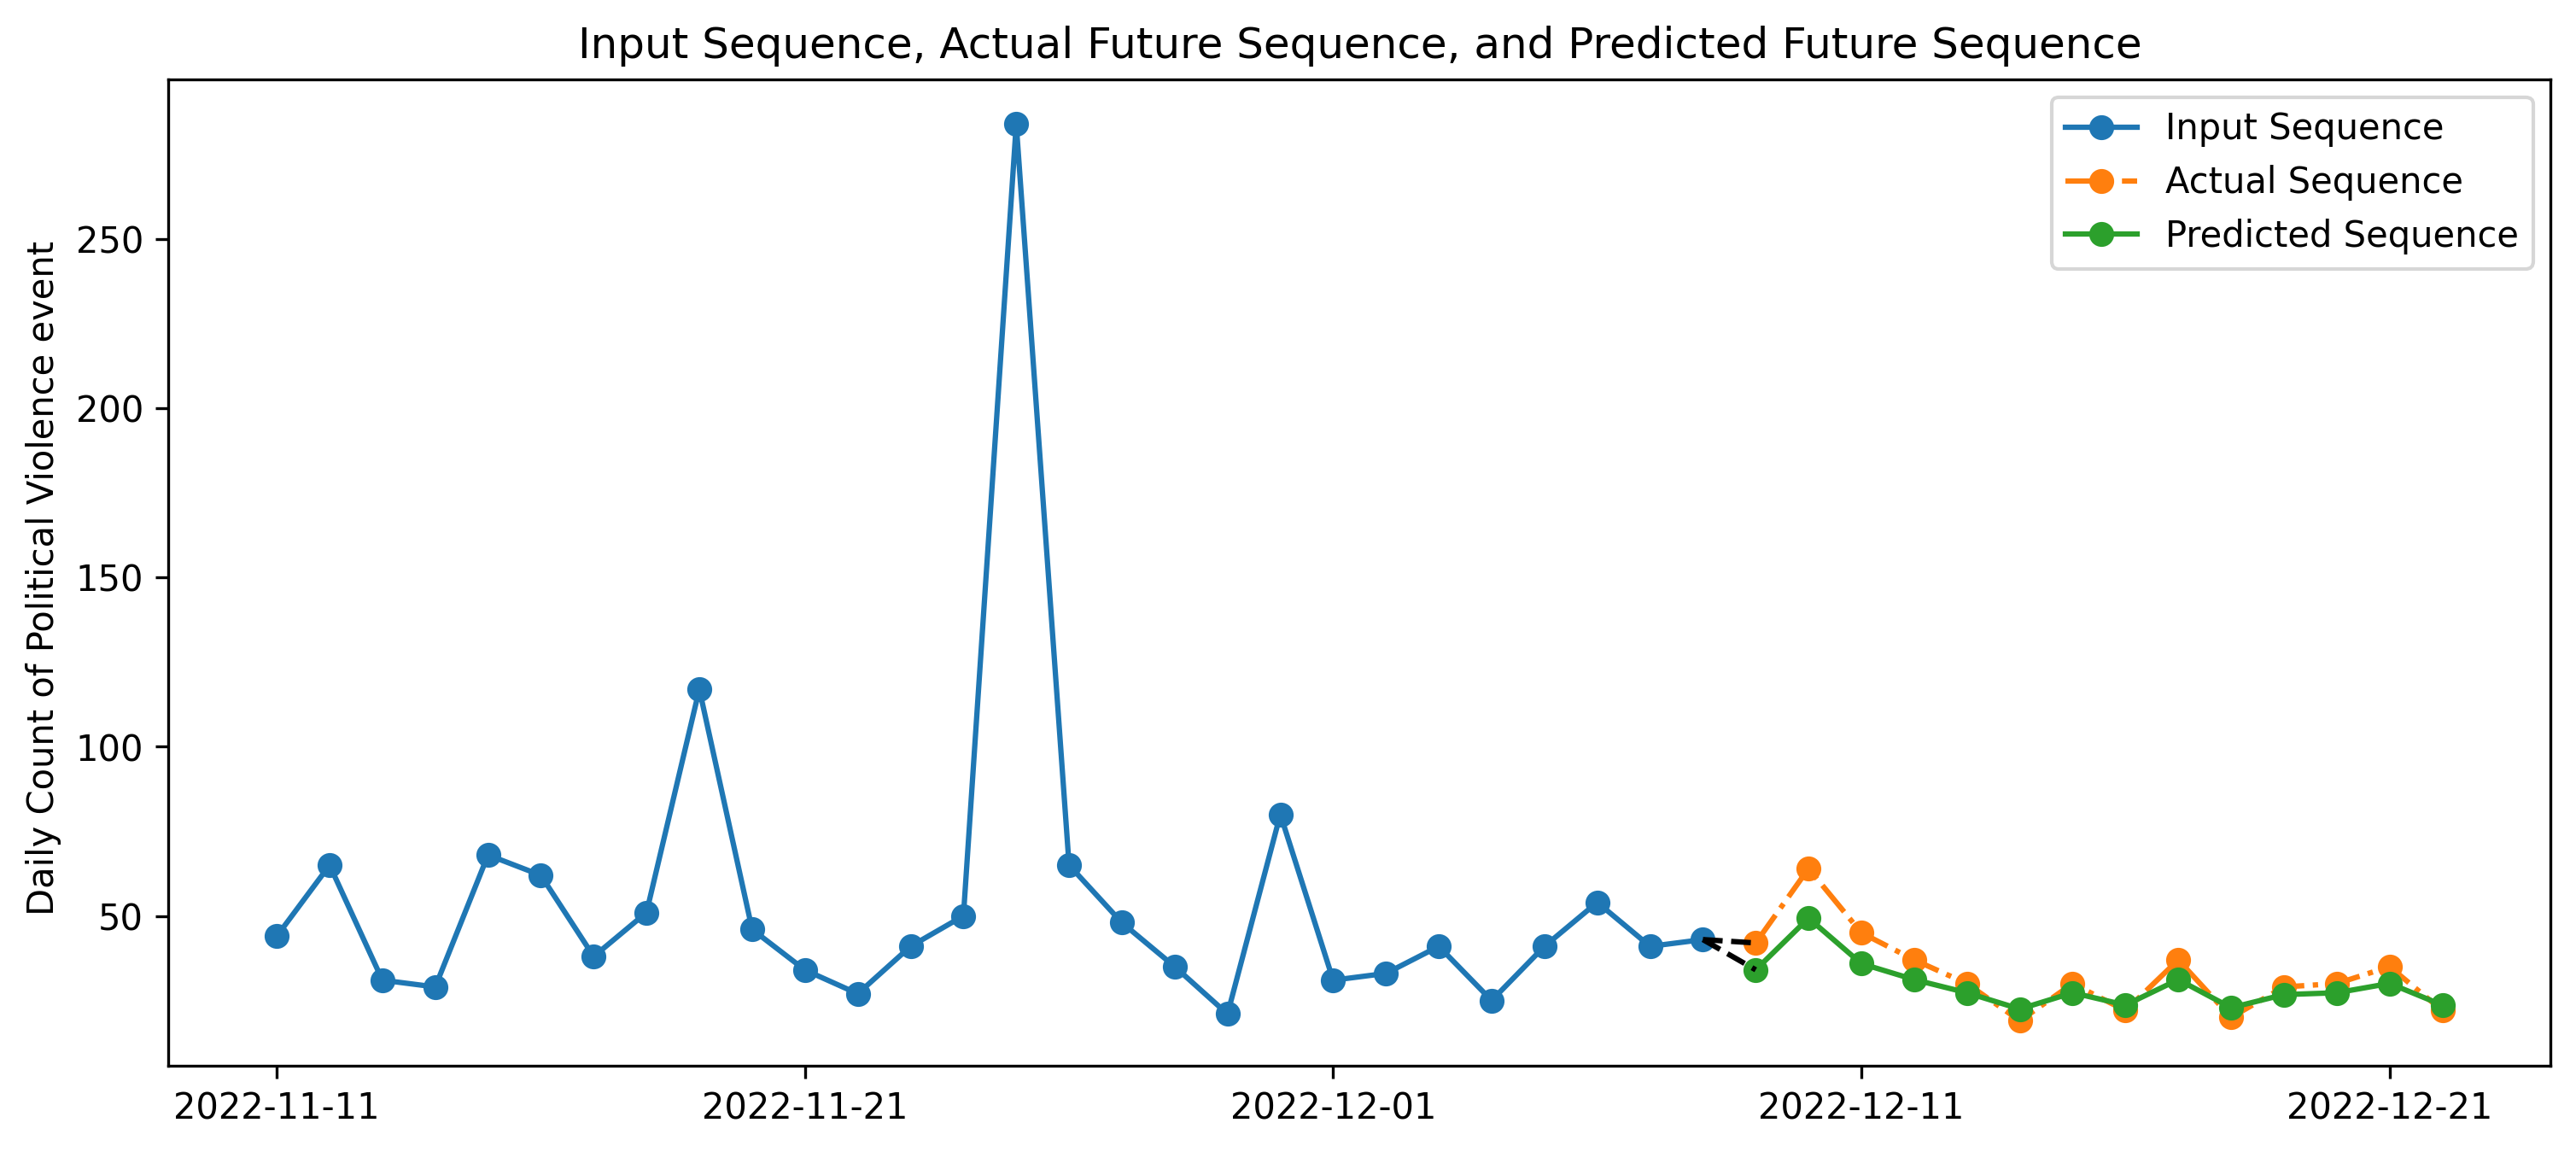 Input Sequence, Actual Future Sequence, and Predicted Future Sequence
Daily Count of Political Violence event
250
200
150
100
50
Input Sequence
Actual Sequence
Predicted Sequence
2022-11-11
2022-11-21
2022-12-01
2022-12-11
2022-12-21